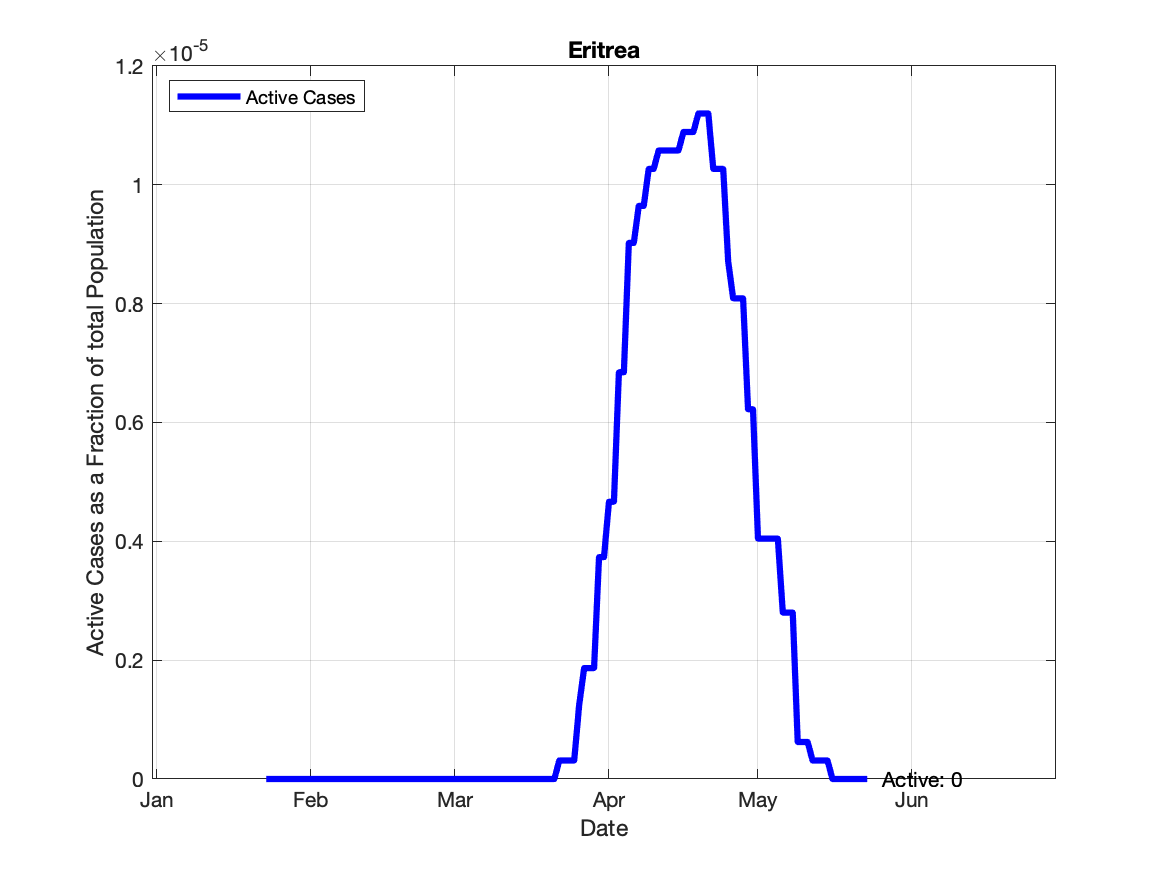 Eritrea
×10-5
1.2
1
0.8
0.6
0.4
0.2
0
Active Cases as a Fraction of total Population
Active Cases
Active: 0
Jan Feb Mar Apr May Jun
Date